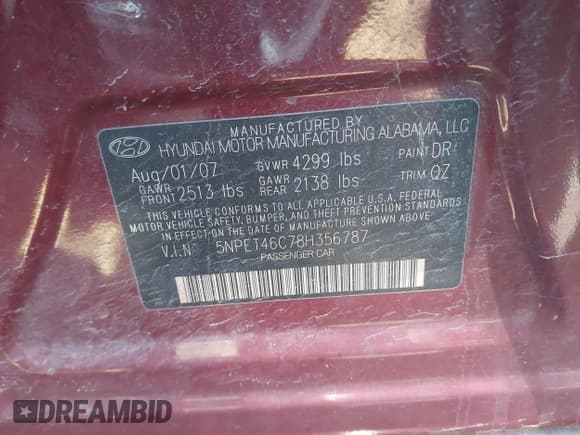 MANUFACTURED BY
HYUNDAI MOTOR MANUFACTURING ALABAMA, LLC
Aug/01/07 GVWR 4299 lbs PAINT DR
GAWR FRONT 2513 lbs GAWR REAR 2138 lbs TRIM QZ
THIS VEHICLE CONFORMS TO ALL APPLICABLE U.S.A. FEDERAL
MOTOR VEHICLE SAFETY, BUMPER, AND THEFT PREVENTION STANDARDS
IN EFFECT ON THE DATE OF MANUFACTURE SHOWN ABOVE.
V.I.N 5NPET46C78H356787
PASSENGER CAR
DREAMBID